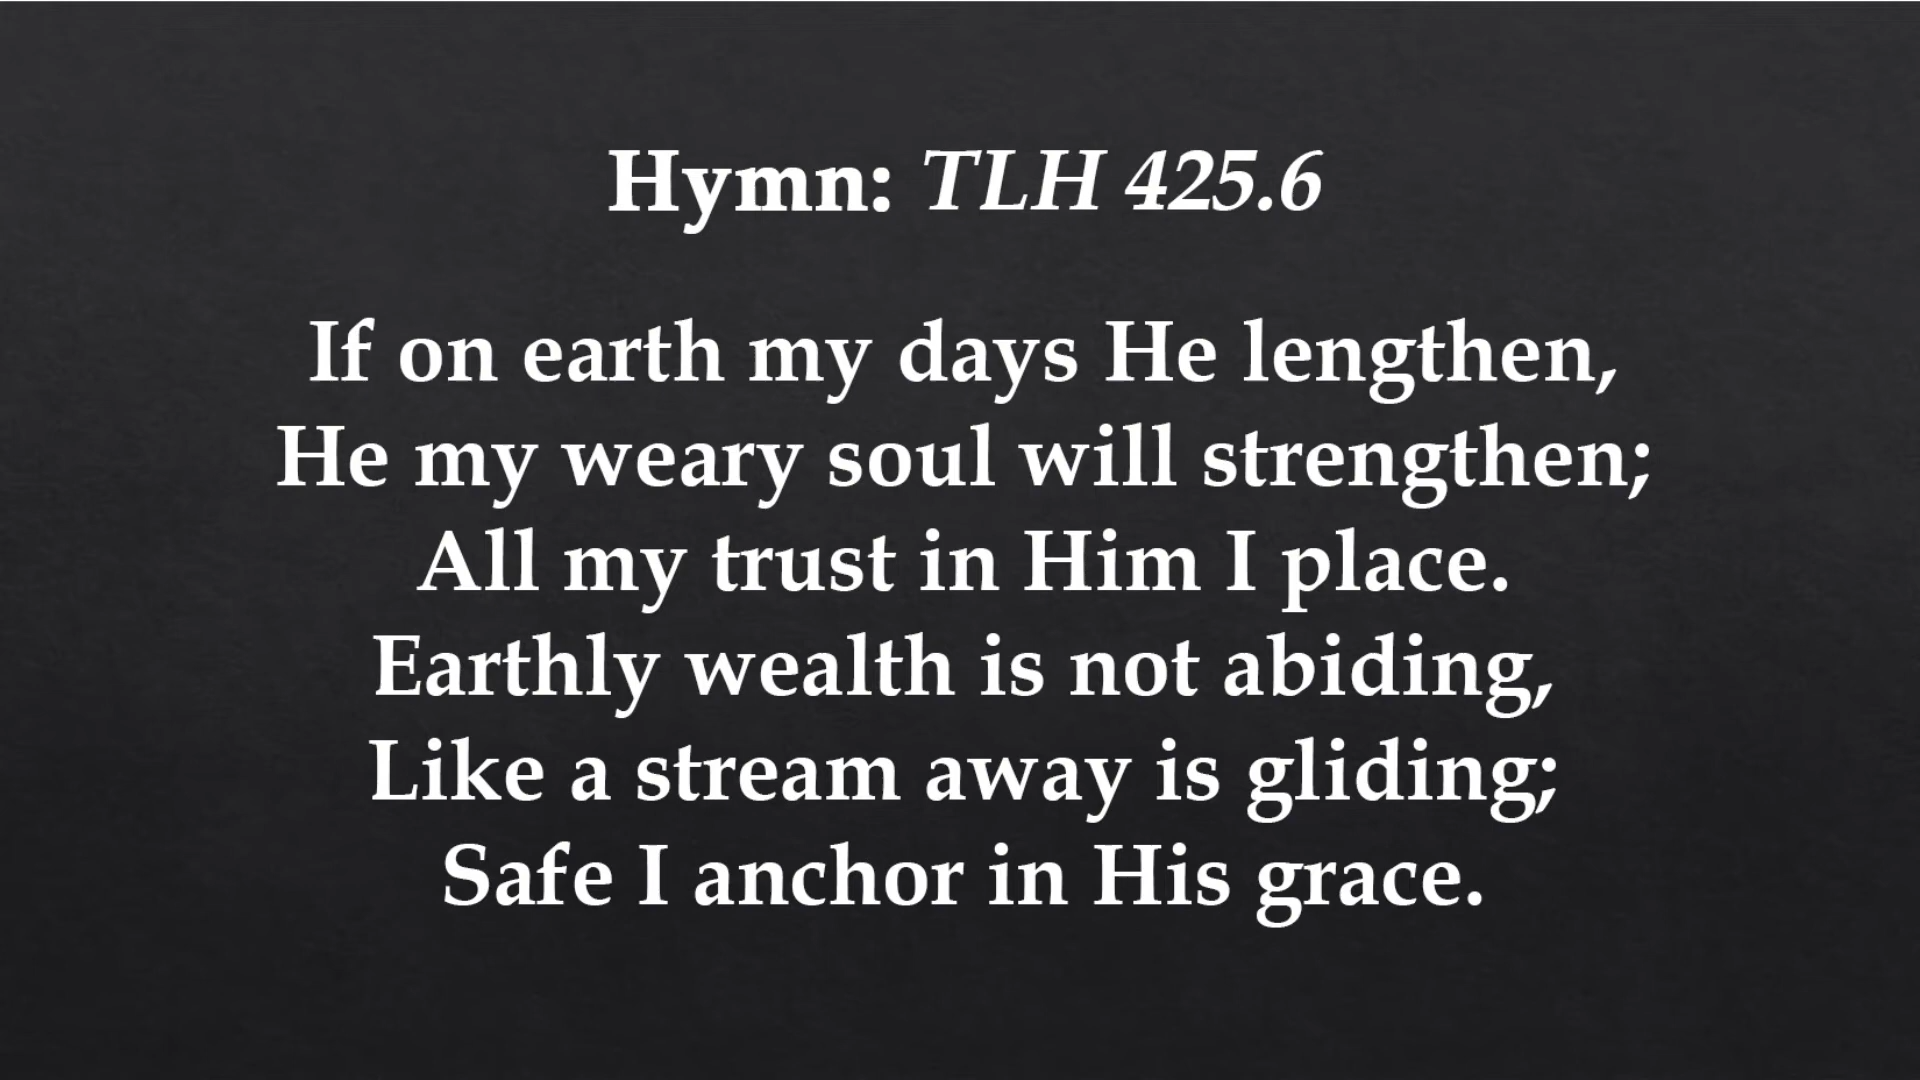 Hymn: TLH 425.6
If on earth my days He lengthen,
He my weary soul will strengthen;
All my trust in Him I place.
Earthly wealth is not abiding,
Like a stream away is gliding;
Safe I anchor in His grace.